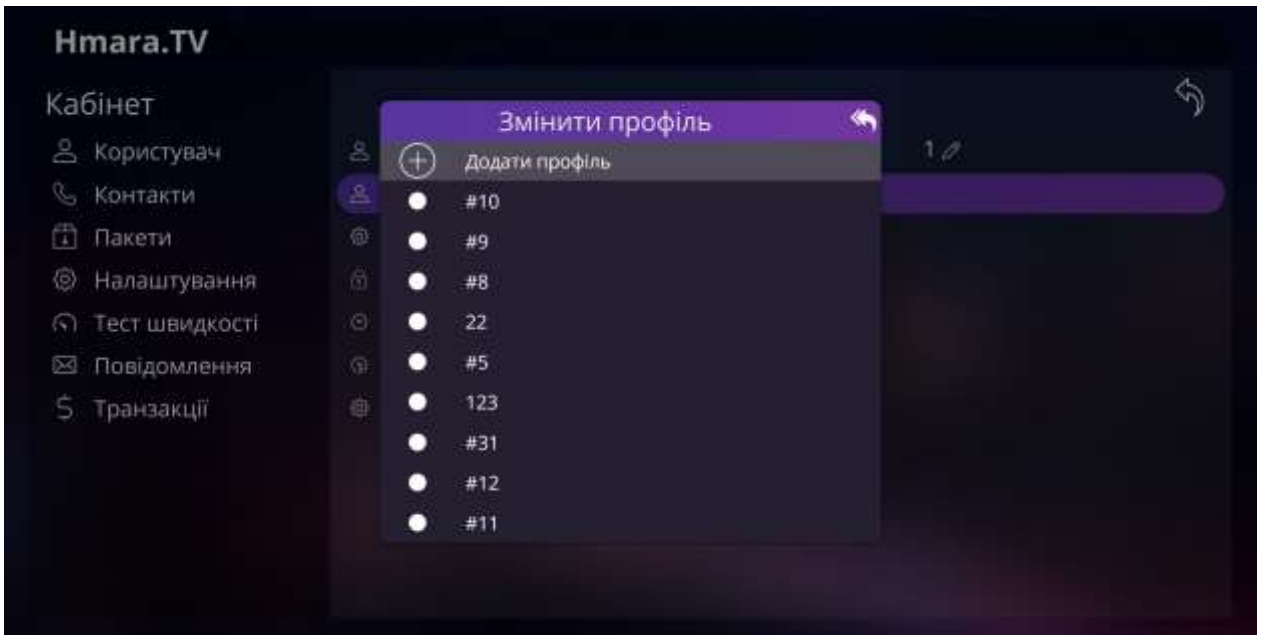 Hmara.TV
Кабінет
Користувач
Контакти
Пакети
Налаштування
Тест швидкості
Повідомлення
$ Транзакції
Змінити профіль
Додати профіль
#10
#9
#8
22
#5
123
#31
#12
#11
1